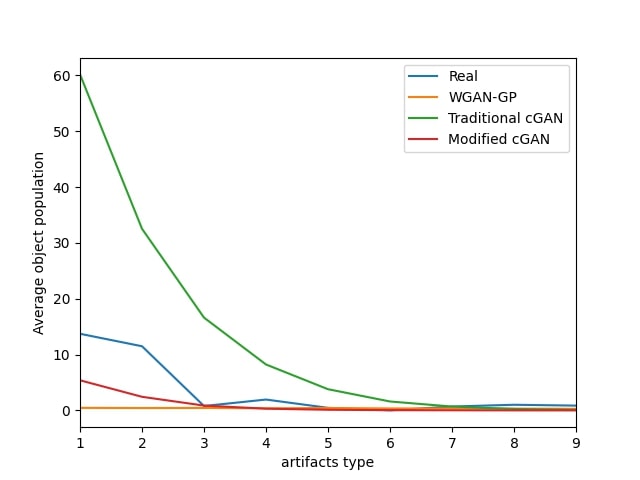 Real
WGAN-GP
Traditional cGAN
Modified cGAN
Average object population
60
50
40
30
20
10
0
1 2 3 4 5 6 7 8 9
artifacts type